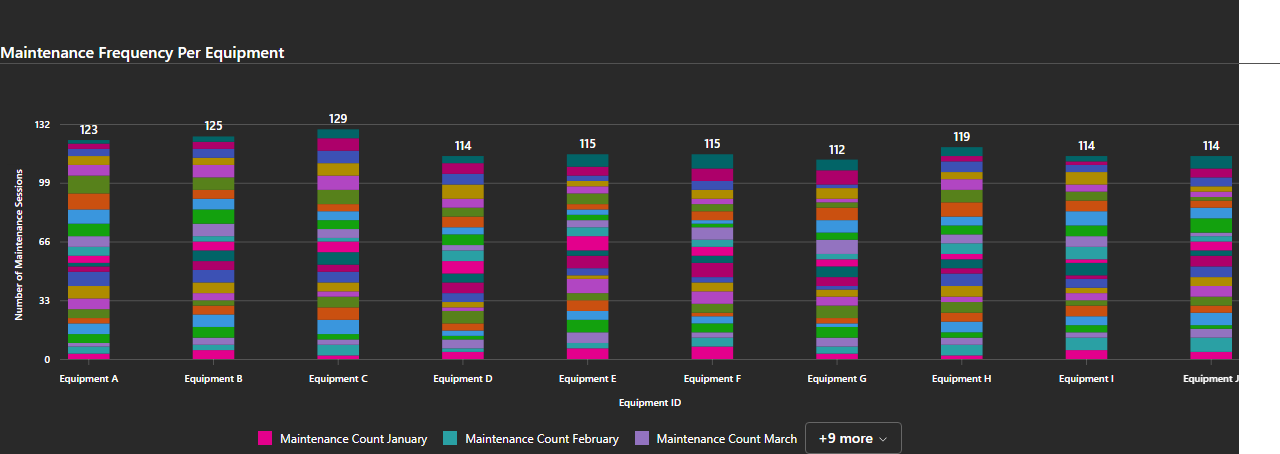 Maintenance Frequency Per Equipment
Number of Maintenance Sessions
132
99
66
33
0
123
125
129
114
115
115
112
119
114
114
Equipment A
Equipment B
Equipment C
Equipment D
Equipment E
Equipment F
Equipment G
Equipment H
Equipment I
Equipment J
Equipment ID
Maintenance Count January
Maintenance Count February
Maintenance Count March
+9 more